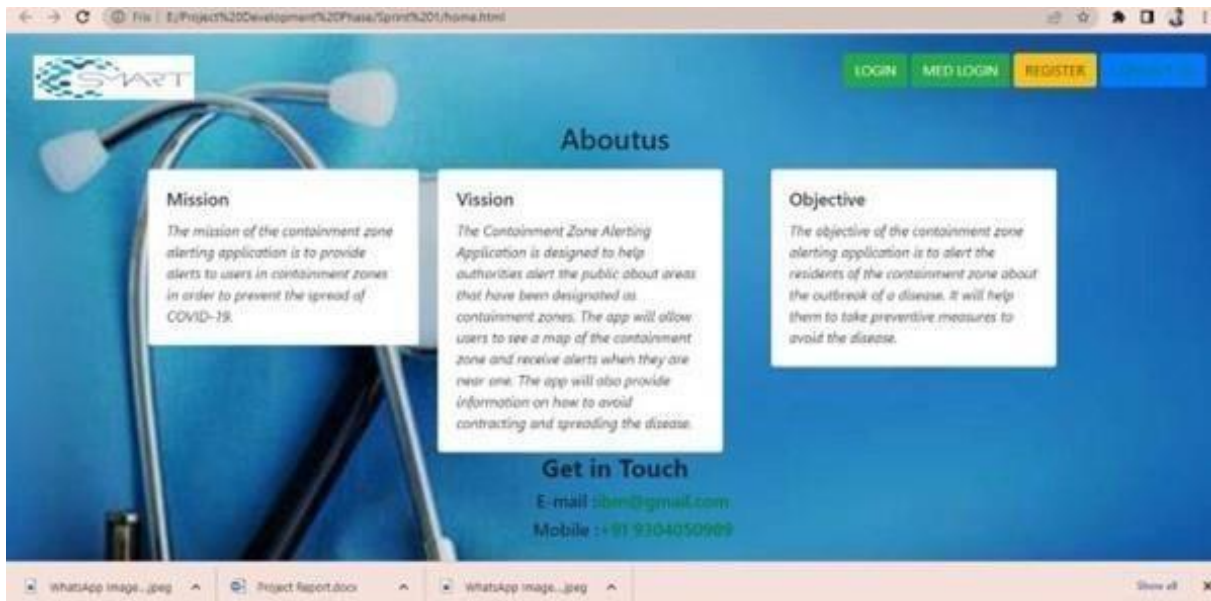 E:/Project%20Development%20Phase/Sprint%201/home.html
SMART
LOGIN
MED LOGIN
REGISTER
Aboutus
Mission
The mission of the containment zone
alerting application is to provide
alerts to users in containment zones
in order to prevent the spread of
COVID-19.
Vission
The Containment Zone Alerting
Application is designed to help
authorities alert the public about areas
that have been designated as
containment zones. The app will allow
users to see a map of the containment
zone and receive alerts when they are
near one. The app will also provide
information on how to avoid
contracting and spreading the disease.
Objective
The objective of the containment zone
alerting application is to alert the
residents of the containment zone about
the outbreak of a disease. It will help
them to take preventive measures to
avoid the disease.
Get in Touch
E-mail :ibm@gmail.com
Mobile :+91 9304050989
WhatsApp Image...jpeg
Project Report.docx
WhatsApp Image...jpeg
Show all